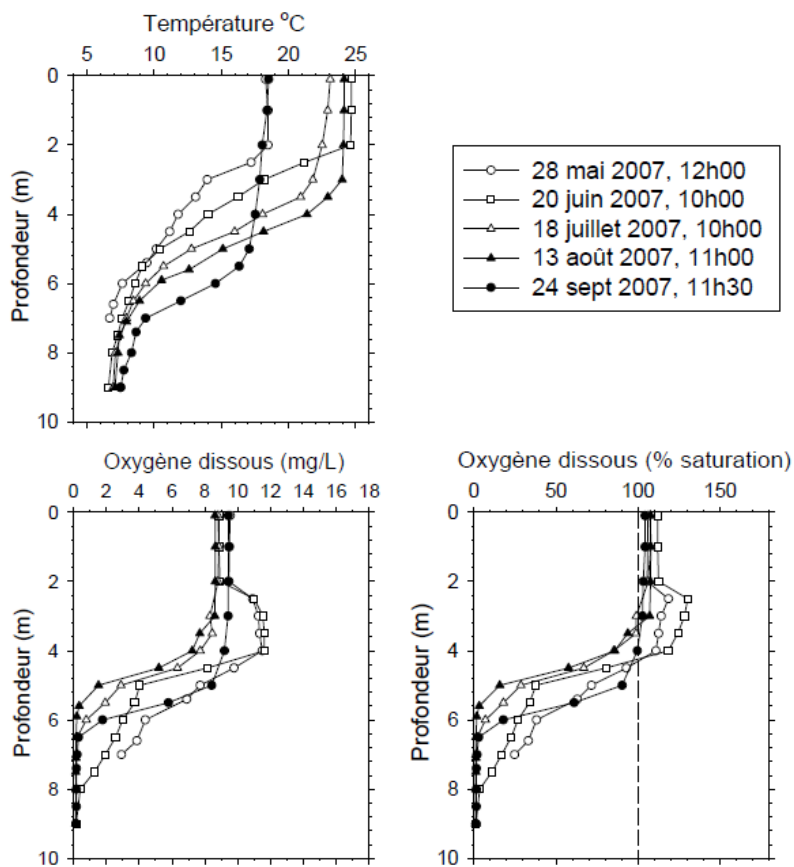 Température °C
5 10 15 20 25
0
2
4
6
8
10
Profondeur (m)
28 mai 2007, 12h00
20 juin 2007, 10h00
18 juillet 2007, 10h00
13 août 2007, 11h00
24 sept 2007, 11h30
Oxygène dissous (mg/L)
0 2 4 6 8 10 12 14 16 18
0
2
4
6
8
10
Profondeur (m)
Oxygène dissous (% saturation)
0 50 100 150
0
2
4
6
8
10
Profondeur (m)